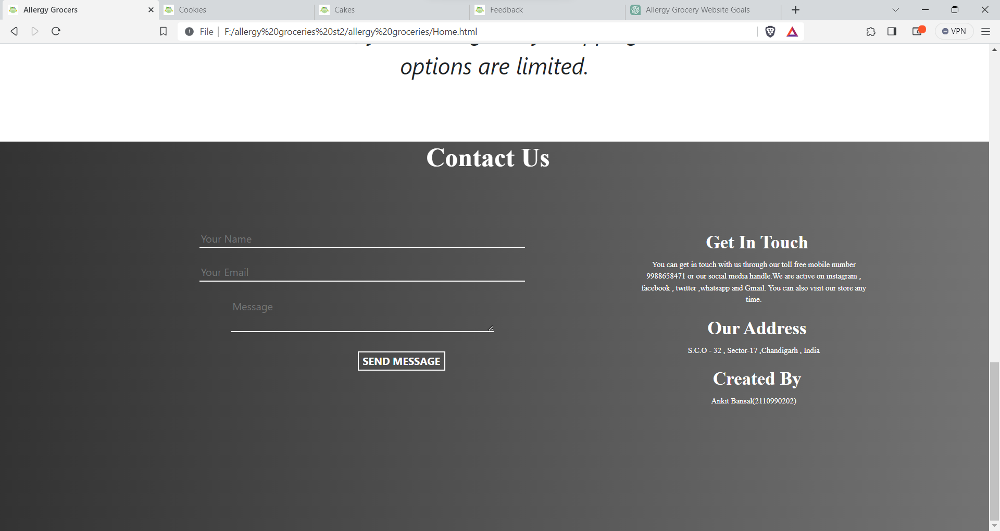 Allergy Grocers
Cookies
Cakes
Feedback
Allergy Grocery Website Goals
File
F:/allergy%20groceries%20st2/allergy%20groceries/Home.html
VPN
options are limited.
Contact Us
Your Name
Your Email
Message
SEND MESSAGE
Get In Touch
You can get in touch with us through our toll free mobile number
9988658471 or our social media handle.We are active on instagram ,
facebook , twitter ,whatsapp and Gmail. You can also visit our store any
time.
Our Address
S.C.O - 32 , Sector-17 ,Chandigarh , India
Created By
Ankit Bansal(2110990202)